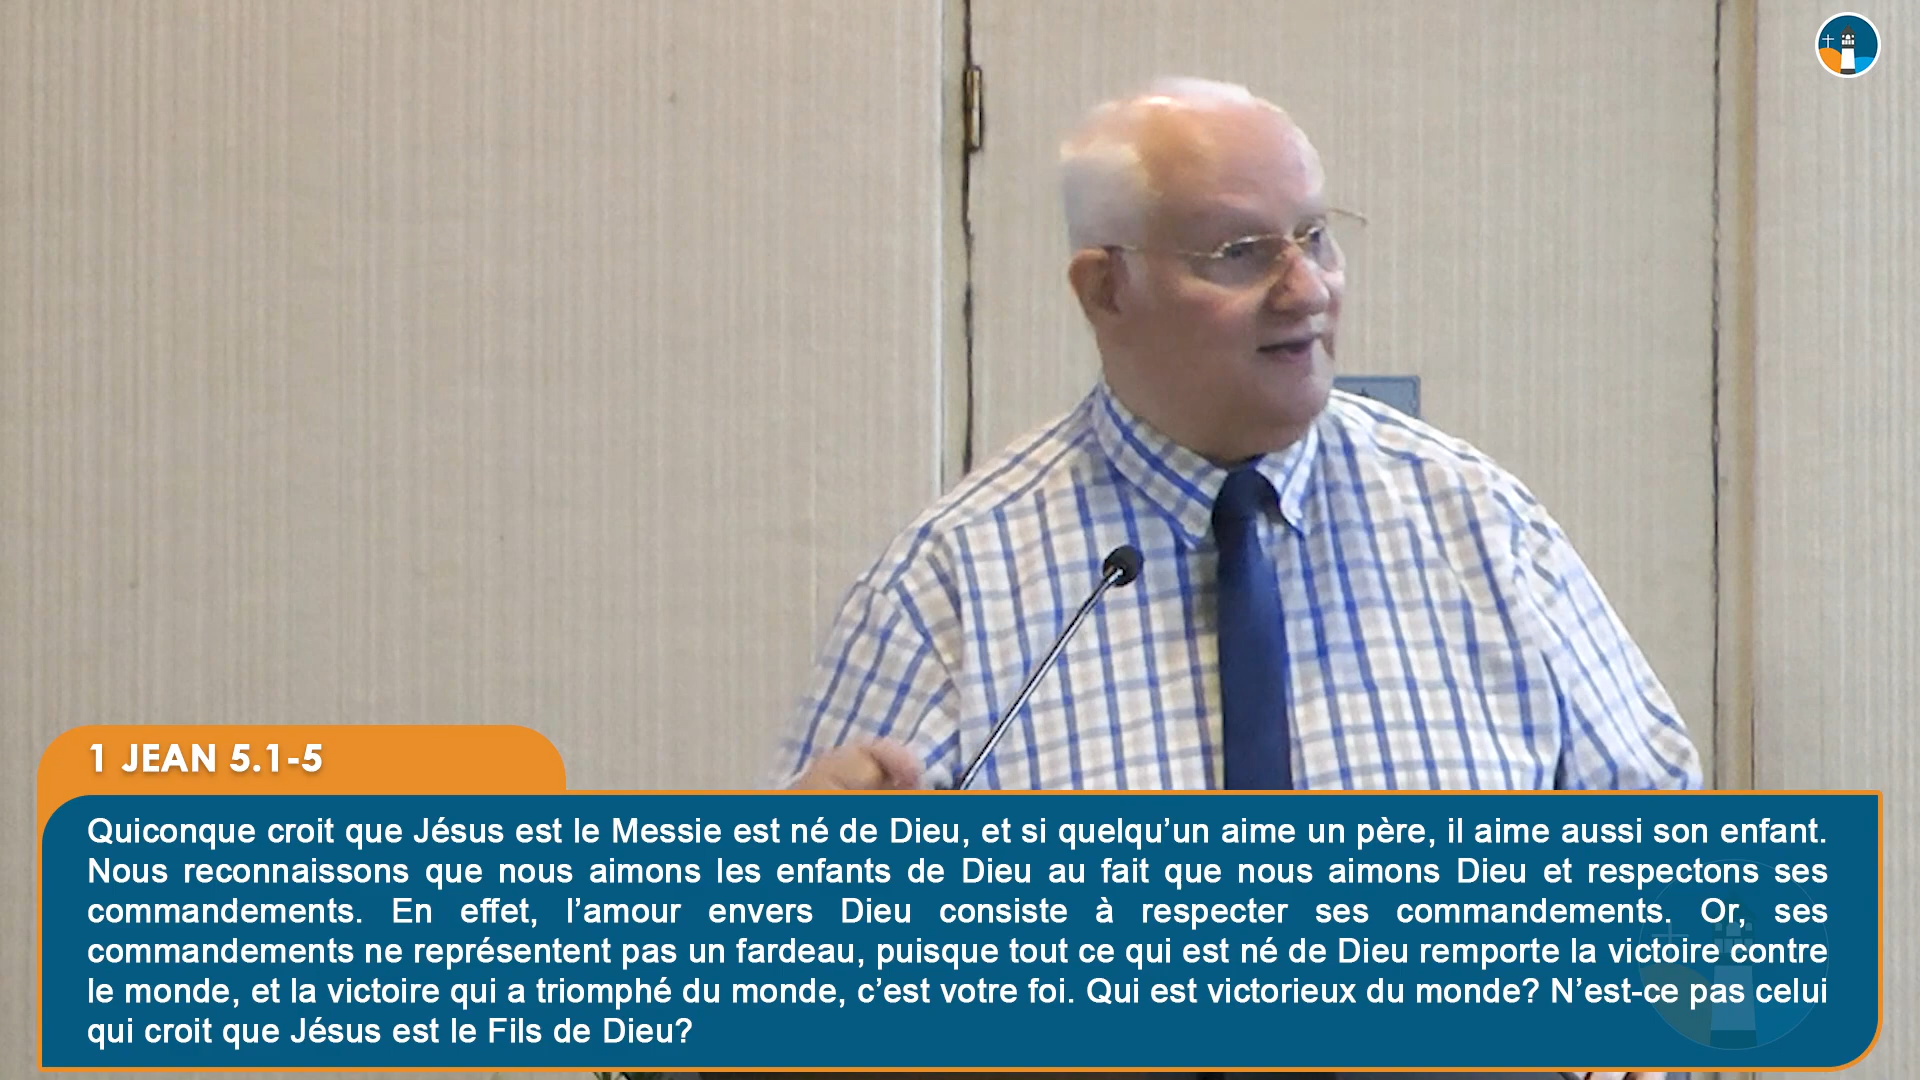 1 JEAN 5.1-5
Quiconque croit que Jésus est le Messie est né de Dieu, et si quelqu’un aime un père, il aime aussi son enfant.
Nous reconnaissons que nous aimons les enfants de Dieu au fait que nous aimons Dieu et respectons ses
commandements. En effet, l’amour envers Dieu consiste à respecter ses commandements. Or, ses
commandements ne représentent pas un fardeau, puisque tout ce qui est né de Dieu remporte la victoire contre
le monde, et la victoire qui a triomphé du monde, c’est votre foi. Qui est victorieux du monde? N’est-ce pas celui
qui croit que Jésus est le Fils de Dieu?